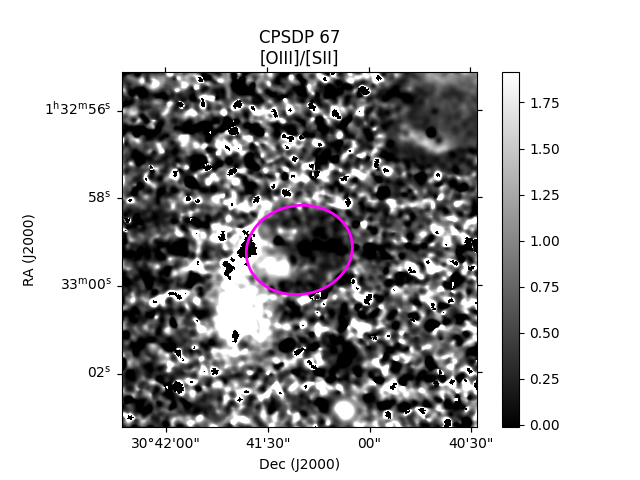 CPSDP 67
[OIII]/[SII]
RA (J2000)
1ʰ32ᵐ56ˢ
58ˢ
33ᵐ00ˢ
02ˢ
30°42'00"
41'30"
00"
40'30"
Dec (J2000)
1.75
1.50
1.25
1.00
0.75
0.50
0.25
0.00